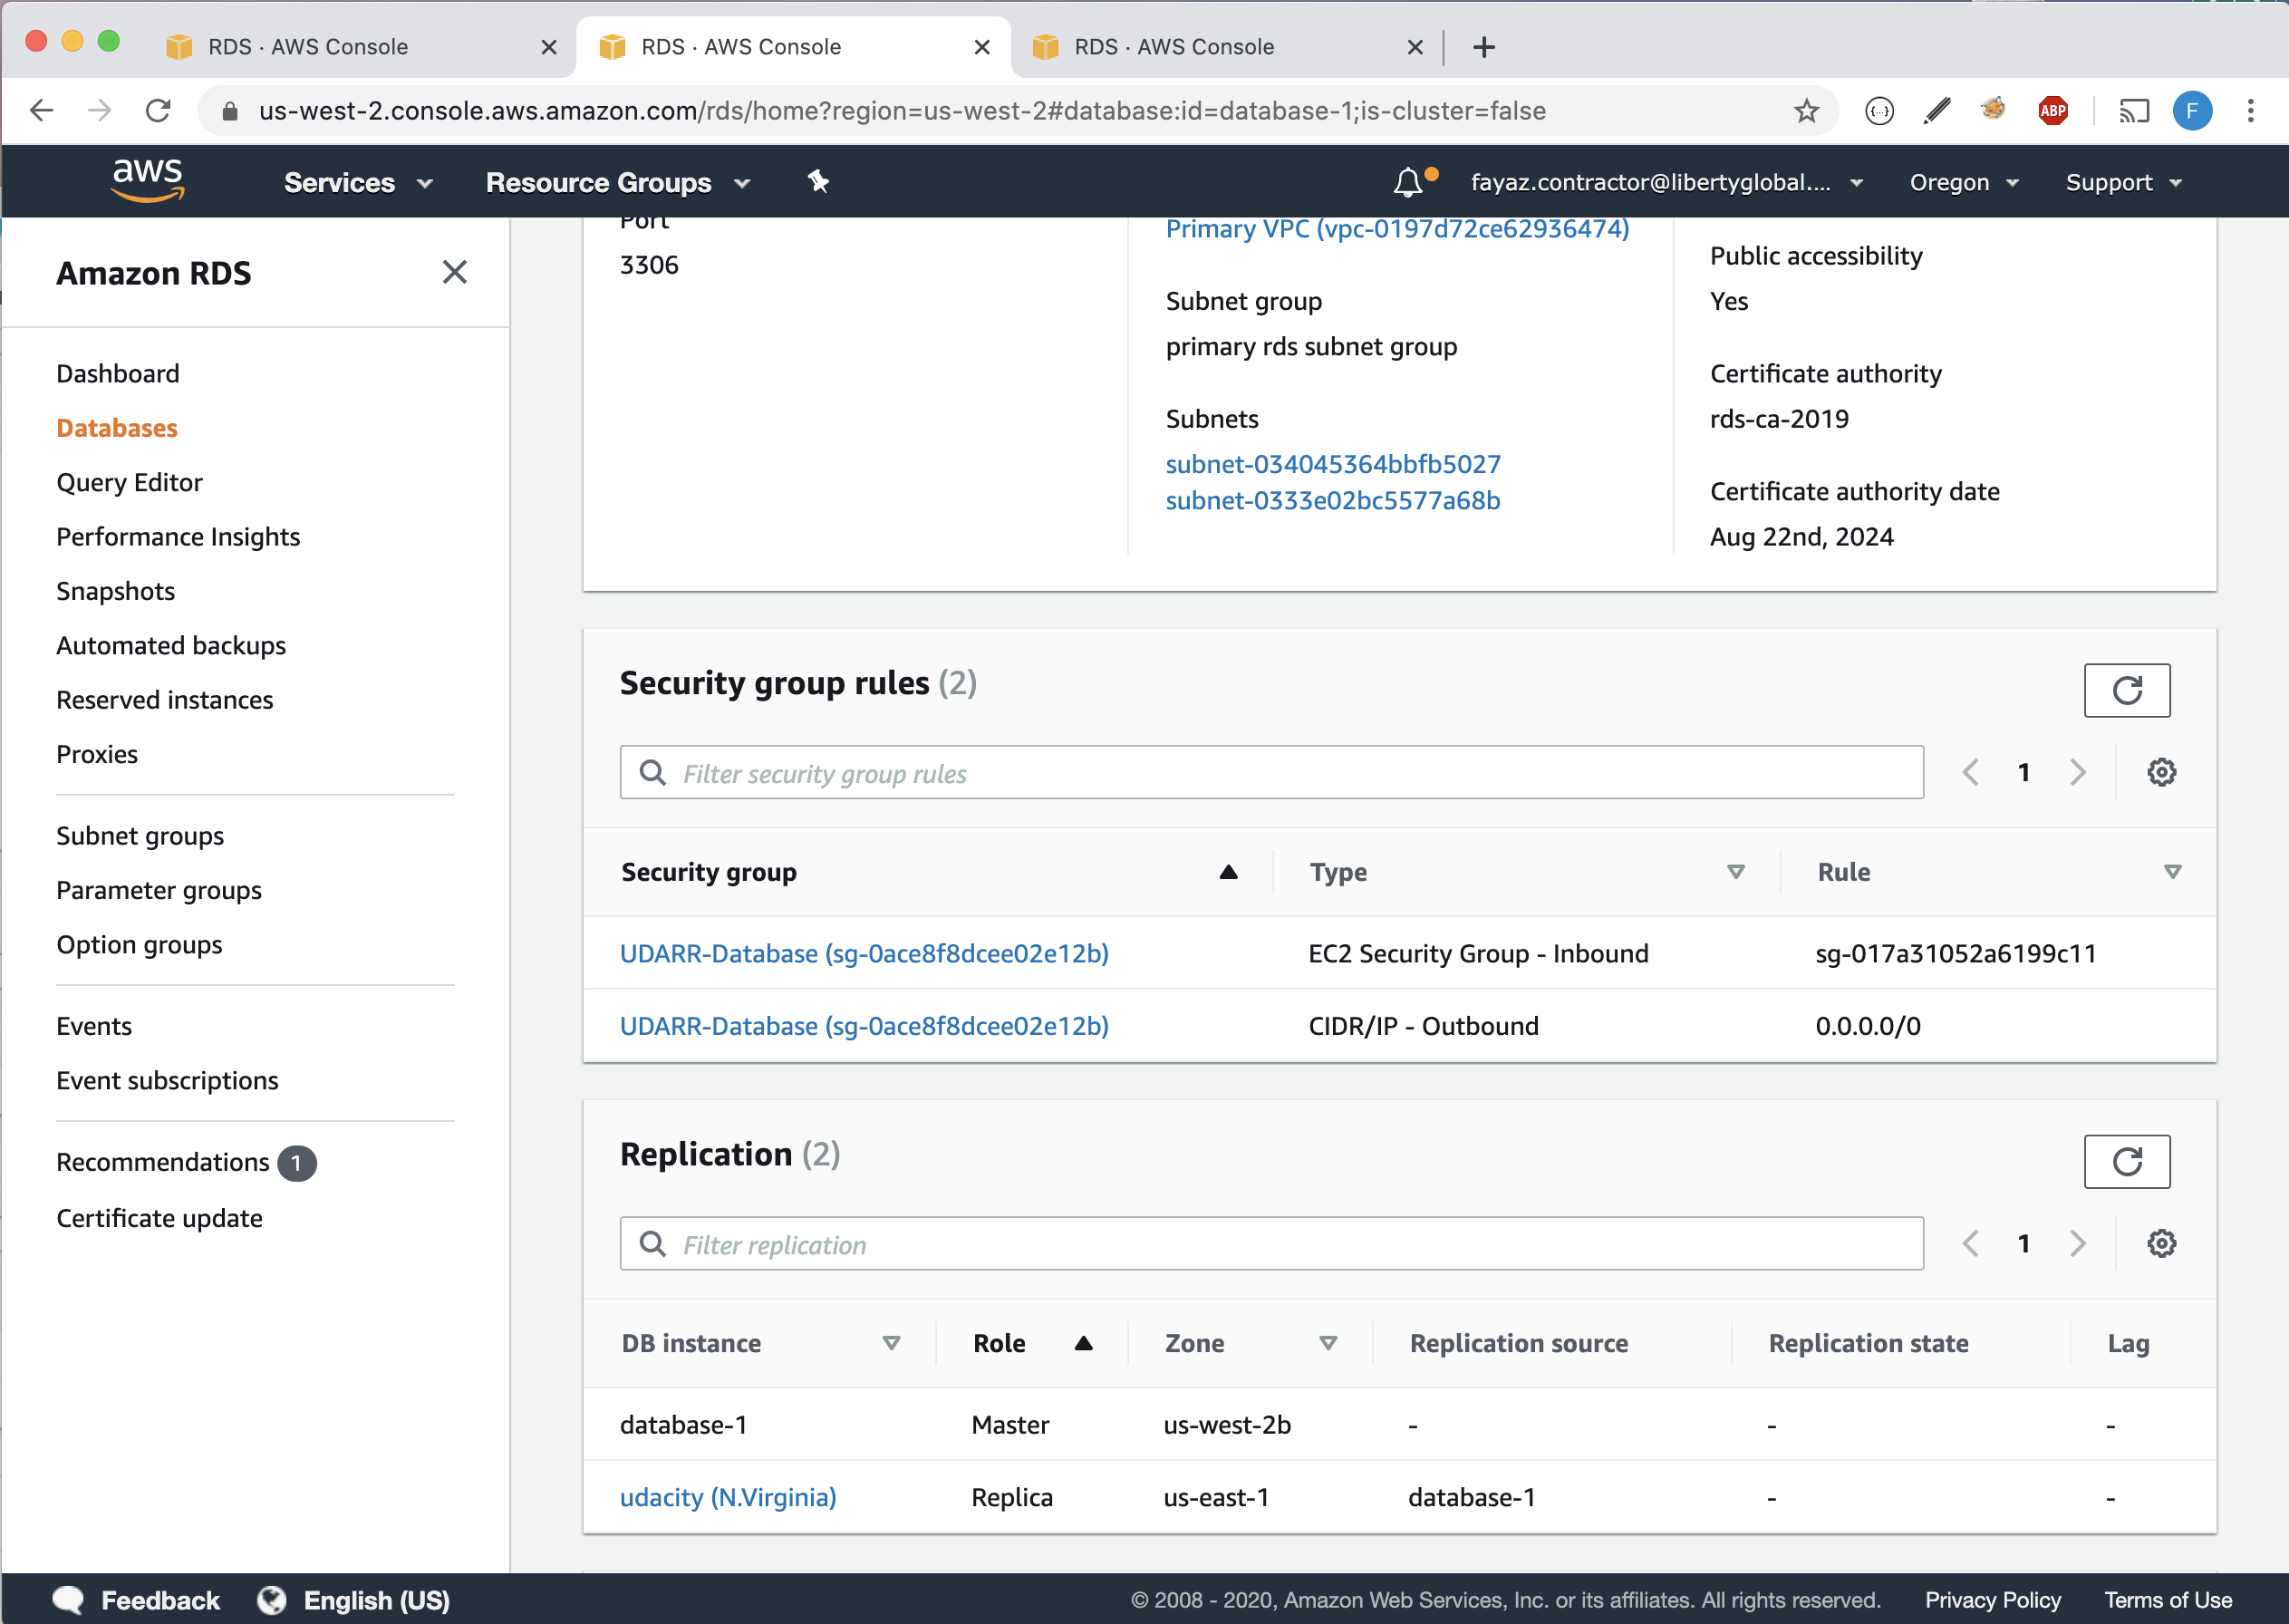 RDS · AWS Console
RDS · AWS Console
RDS · AWS Console
us-west-2.console.aws.amazon.com/rds/home?region=us-west-2#database:id=database-1;is-cluster=false
ABP
F
aws
Services
Resource Groups
fayaz.contractor@libertyglobal....
Oregon
Support
Amazon RDS
Dashboard
Databases
Query Editor
Performance Insights
Snapshots
Automated backups
Reserved instances
Proxies
Subnet groups
Parameter groups
Option groups
Events
Event subscriptions
Recommendations 1
Certificate update
Port
3306
Primary VPC (vpc-0197d72ce62936474)
Subnet group
primary rds subnet group
Subnets
subnet-034045364bbfb5027
subnet-0333e02bc5577a68b
Public accessibility
Yes
Certificate authority
rds-ca-2019
Certificate authority date
Aug 22nd, 2024
Security group rules (2)
Filter security group rules
1
Security group Type Rule
UDARR-Database (sg-0ace8f8dcee02e12b) EC2 Security Group - Inbound sg-017a31052a6199c11
UDARR-Database (sg-0ace8f8dcee02e12b) CIDR/IP - Outbound 0.0.0.0/0
Replication (2)
Filter replication
1
DB instance Role Zone Replication source Replication state Lag
database-1 Master us-west-2b - - -
udacity (N.Virginia) Replica us-east-1 database-1 - -
Feedback
English (US)
© 2008 - 2020, Amazon Web Services, Inc. or its affiliates. All rights reserved.
Privacy Policy
Terms of Use